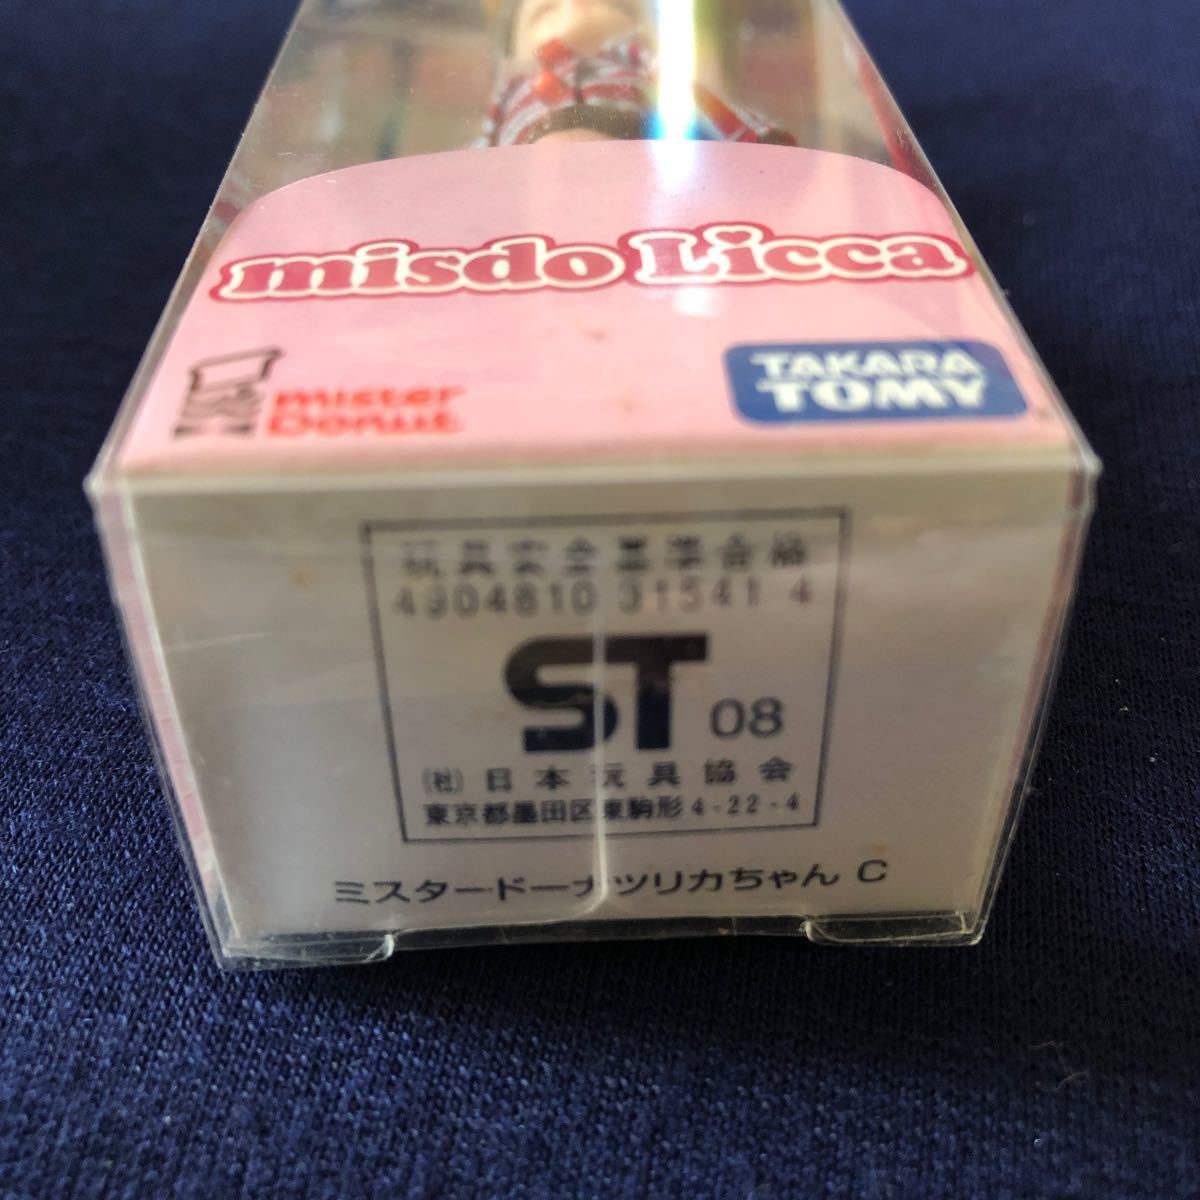 misdo Licca
mister
Donut
TAKARA
TOMY
玩具安全基準合格
4904810 31541 4
ST 08
(社)日本玩具協会
東京都墨田区東駒形4-22-4
ミスタードーナツリカちゃん C